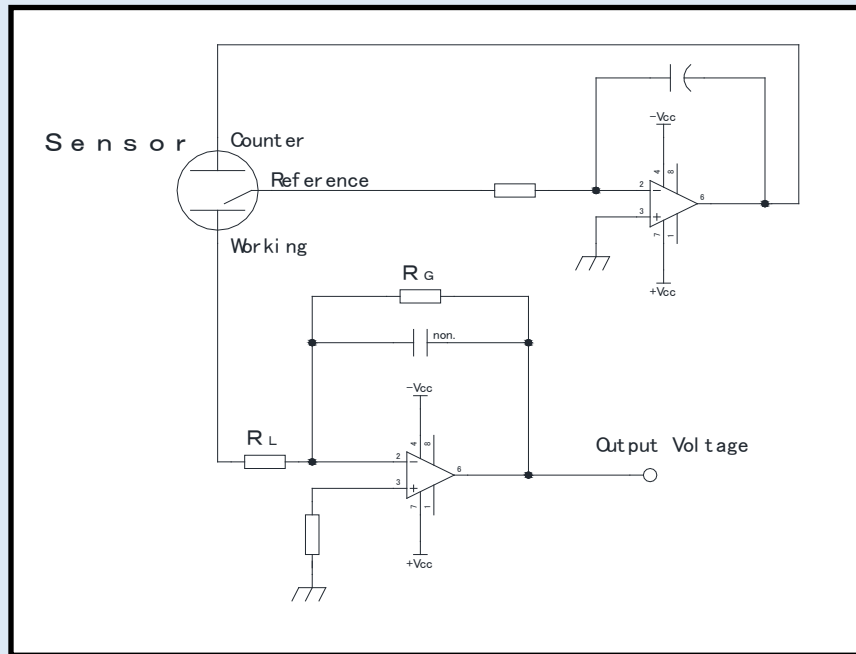 Sensor
Counter
Reference
Working
-Vcc
4
8
2
6
3
7
1
+Vcc
RG
non.
-Vcc
4
8
RL
2
6
3
7
1
+Vcc
Output Voltage